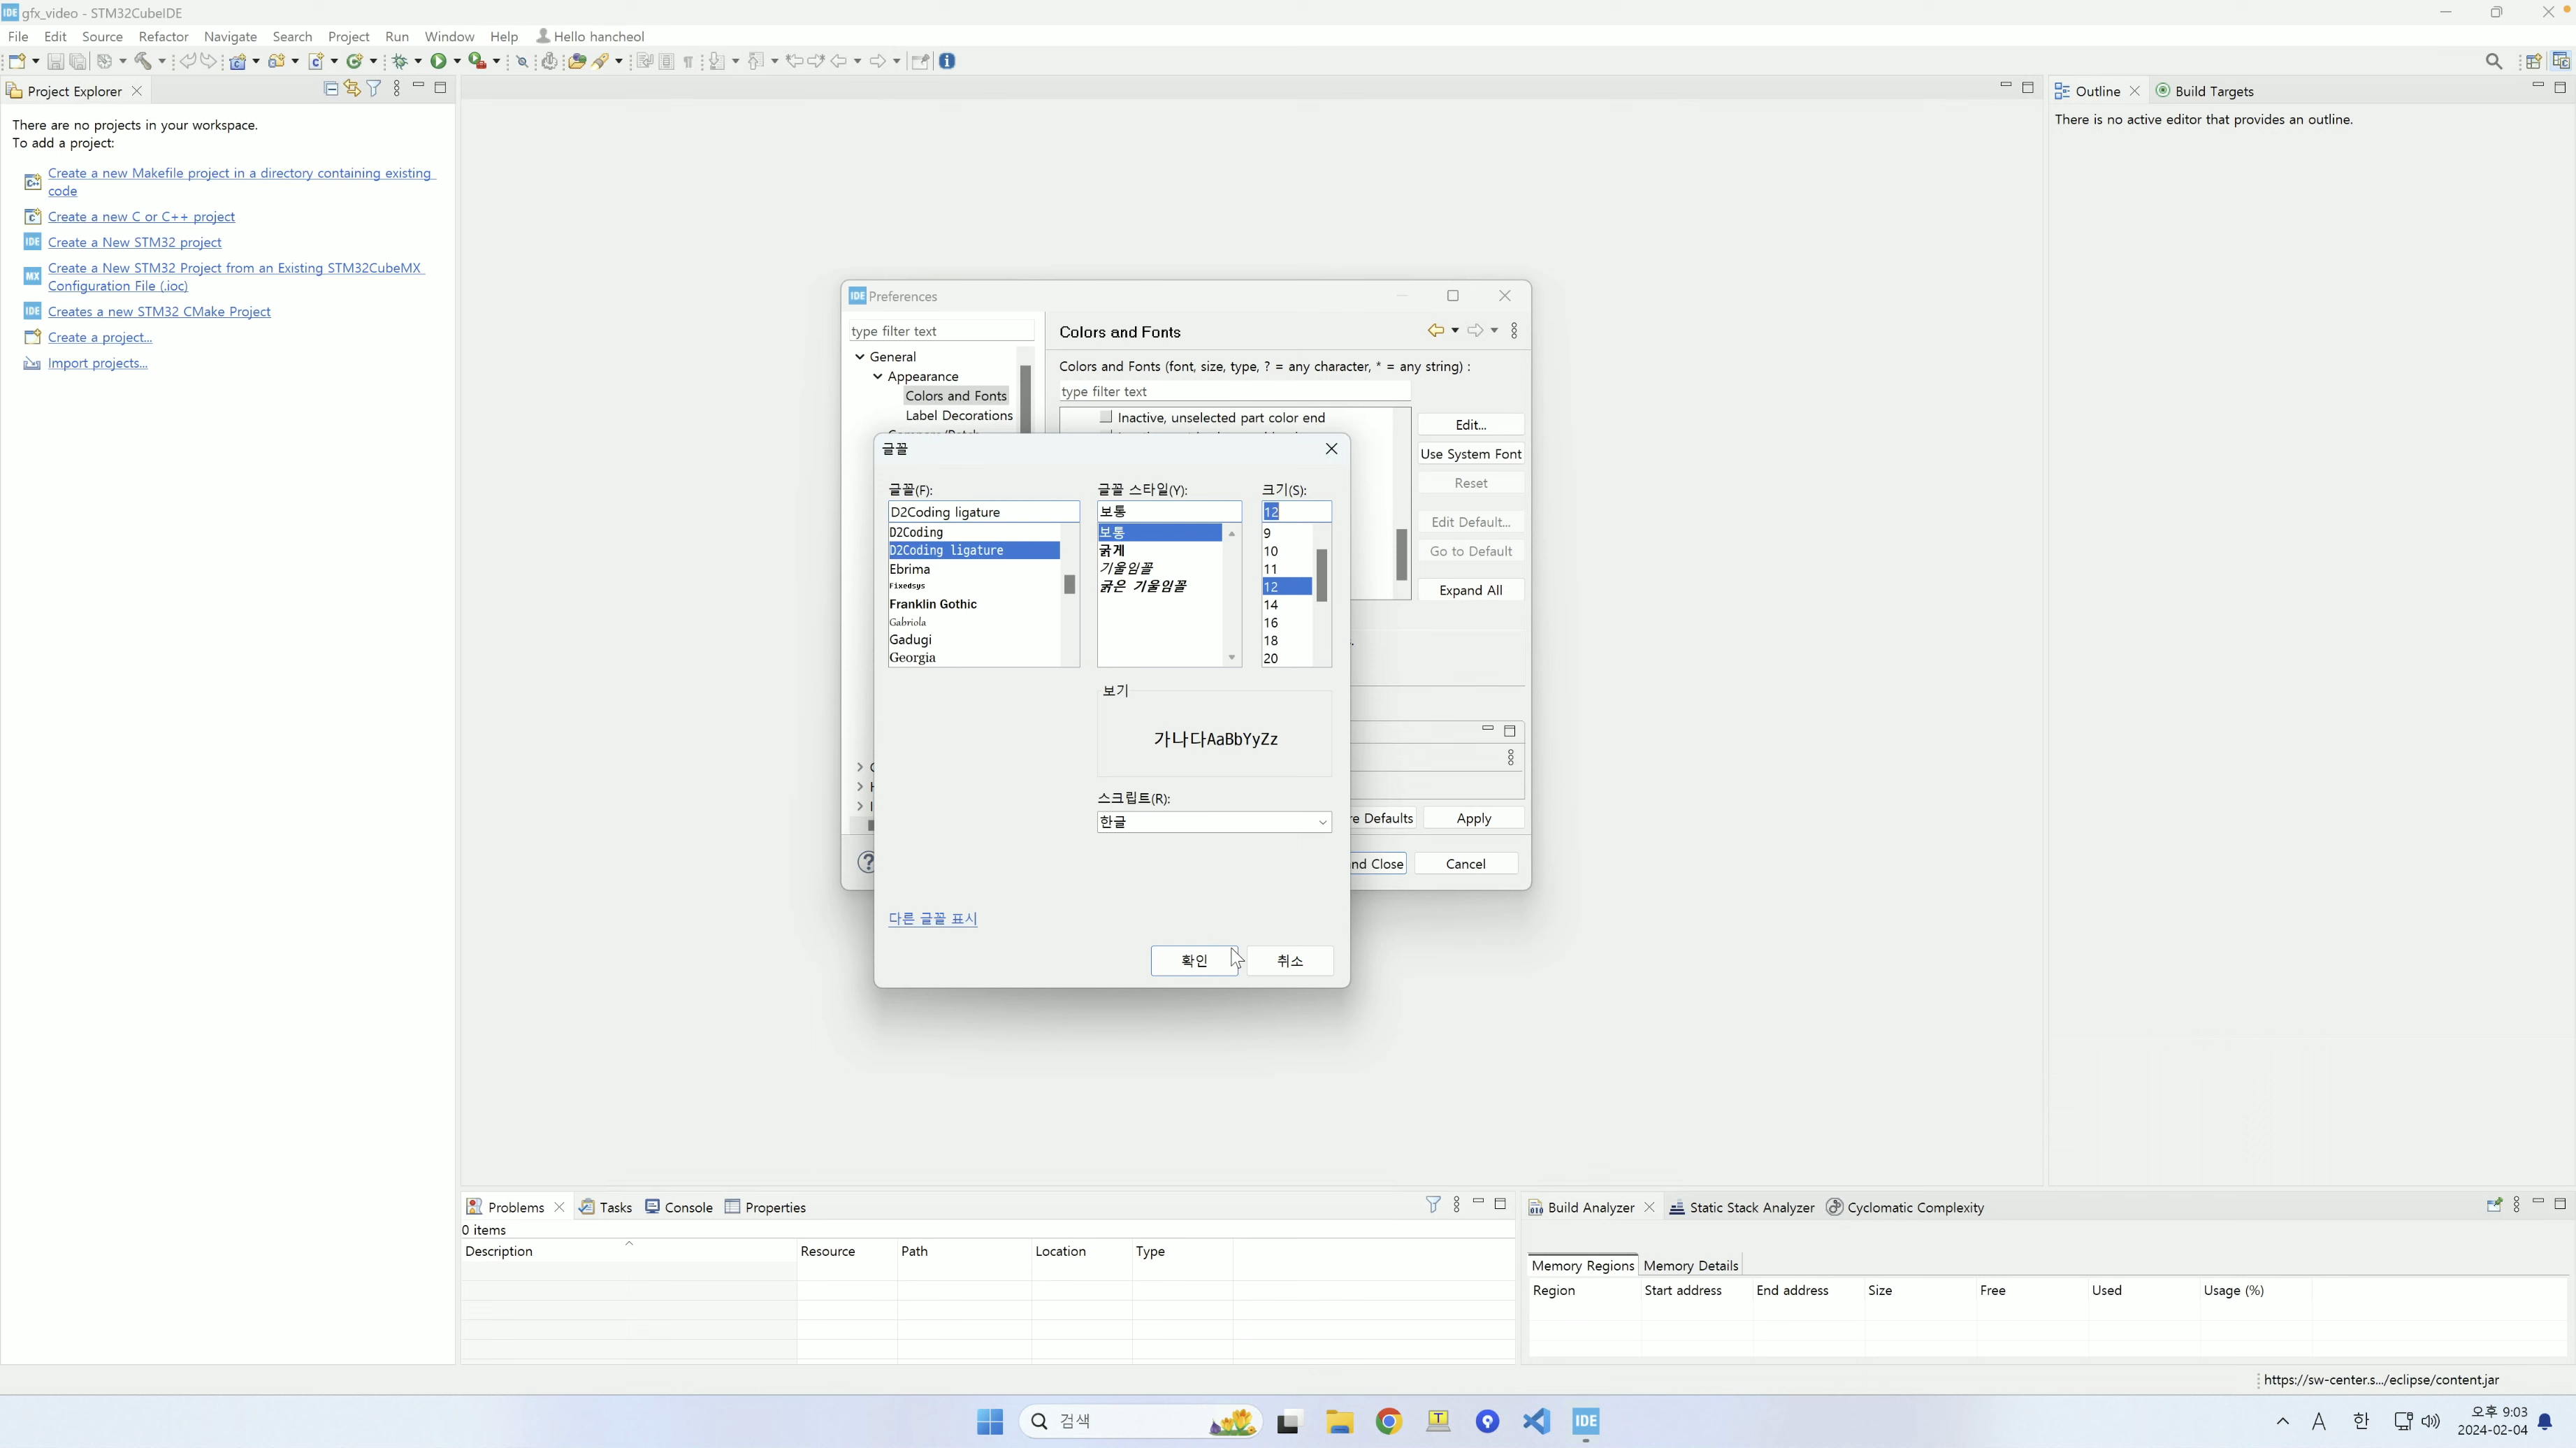 IDE gfx_video - STM32CubeIDE
File Edit Source Refactor Navigate Search Project Run Window Help Hello hancheol
Project Explorer
There are no projects in your workspace.
To add a project:
Create a new Makefile project in a directory containing existing
code
Create a new C or C++ project
IDE Create a New STM32 project
MX Create a New STM32 Project from an Existing STM32CubeMX
Configuration File (.ioc)
IDE Creates a new STM32 CMake Project
Create a project...
Import projects...
Outline Build Targets
There is no active editor that provides an outline.
IDE Preferences
type filter text
General
Appearance
Colors and Fonts
Label Decorations
Colors and Fonts
Colors and Fonts (font, size, type, ? = any character, * = any string) :
type filter text
Inactive, unselected part color end
Edit...
Use System Font
Reset
Edit Default...
Go to Default
Expand All
re Defaults Apply
nd Close Cancel
글꼴
글꼴(F): 글꼴 스타일(Y): 크기(S):
D2Coding ligature 보통 12
D2Coding 보통 9
D2Coding ligature 굵게 10
Ebrima 기울임꼴 11
Fixedsys 굵은 기울임꼴 12
Franklin Gothic 14
Gabriola 16
Gadugi 18
Georgia 20
보기
가나다AaBbYyZz
스크립트(R):
한글
다른 글꼴 표시
확인 취소
Problems Tasks Console Properties
0 items
Description Resource Path Location Type
Build Analyzer Static Stack Analyzer Cyclomatic Complexity
Memory Regions Memory Details
Region Start address End address Size Free Used Usage (%)
https://sw-center.s.../eclipse/content.jar
검색
IDE
A 한 오후 9:03
2024-02-04